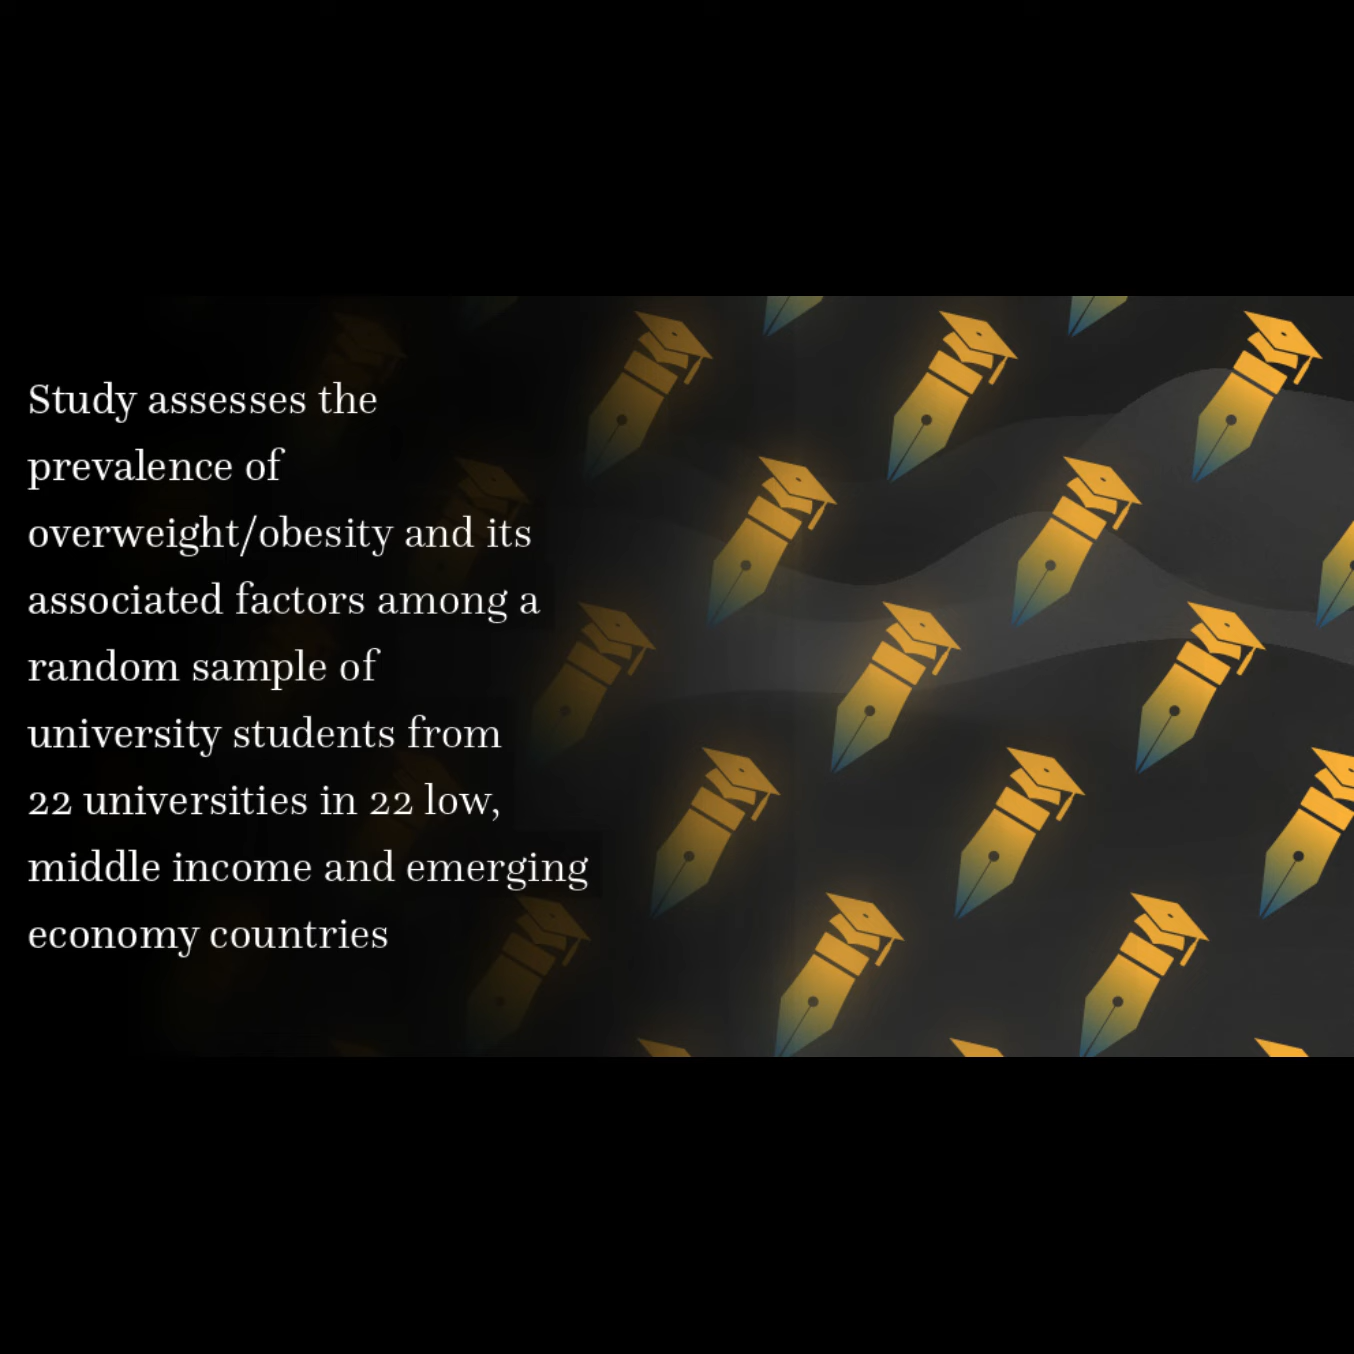 Study assesses the
prevalence of
overweight/obesity and its
associated factors among a
random sample of
university students from
22 universities in 22 low,
middle income and emerging
economy countries